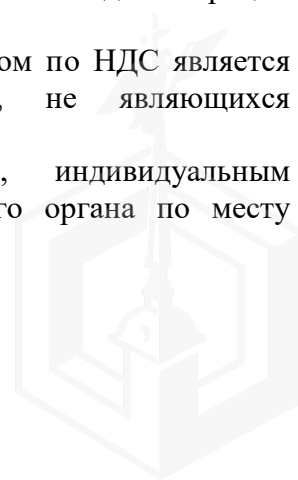 ом по НДС является
, не являющихся
, индивидуальным
го органа по месту